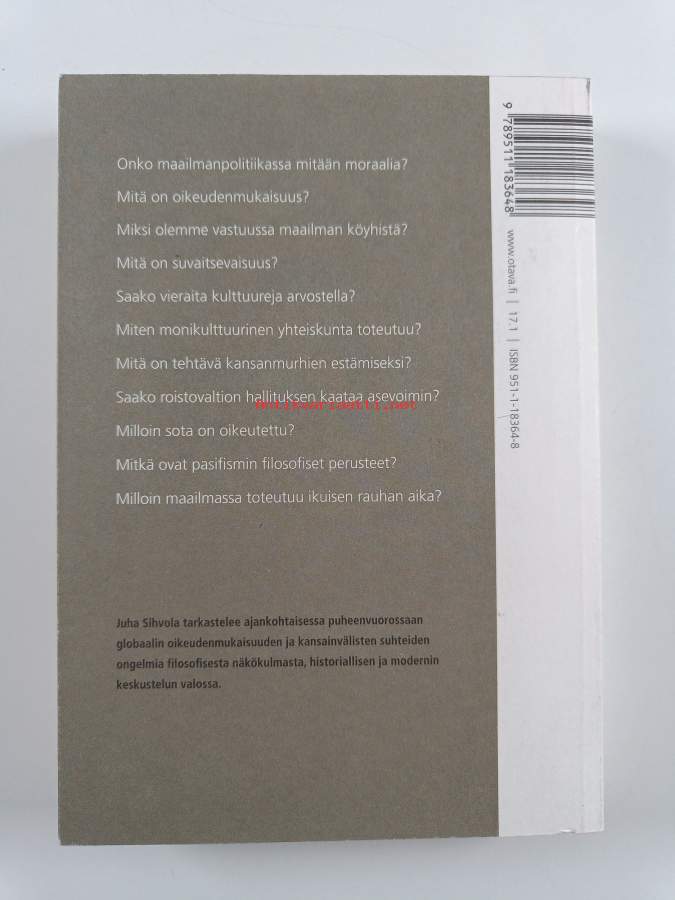 Onko maailmanpolitiikassa mitään moraalia?
Mitä on oikeudenmukaisuus?
Miksi olemme vastuussa maailman köyhistä?
Mitä on suvaitsevaisuus?
Saako vieraita kulttuureja arvostella?
Miten monikulttuurinen yhteiskunta toteutuu?
Mitä on tehtävä kansanmurhien estämiseksi?
Saako roistovaltion hallituksen kaataa asevoimin?
antikvariaatti.net
Milloin sota on oikeutettu?
Mitkä ovat pasifismin filosofiset perusteet?
Milloin maailmassa toteutuu ikuisen rauhan aika?
Juha Sihvola tarkastelee ajankohtaisessa puheenvuorossaan
globaalin oikeudenmukaisuuden ja kansainvälisten suhteiden
ongelmia filosofisesta näkökulmasta, historiallisen ja modernin
keskustelun valossa.
9 789511 183648
www.otava.fi | 17.1 | ISBN 951-1-18364-8